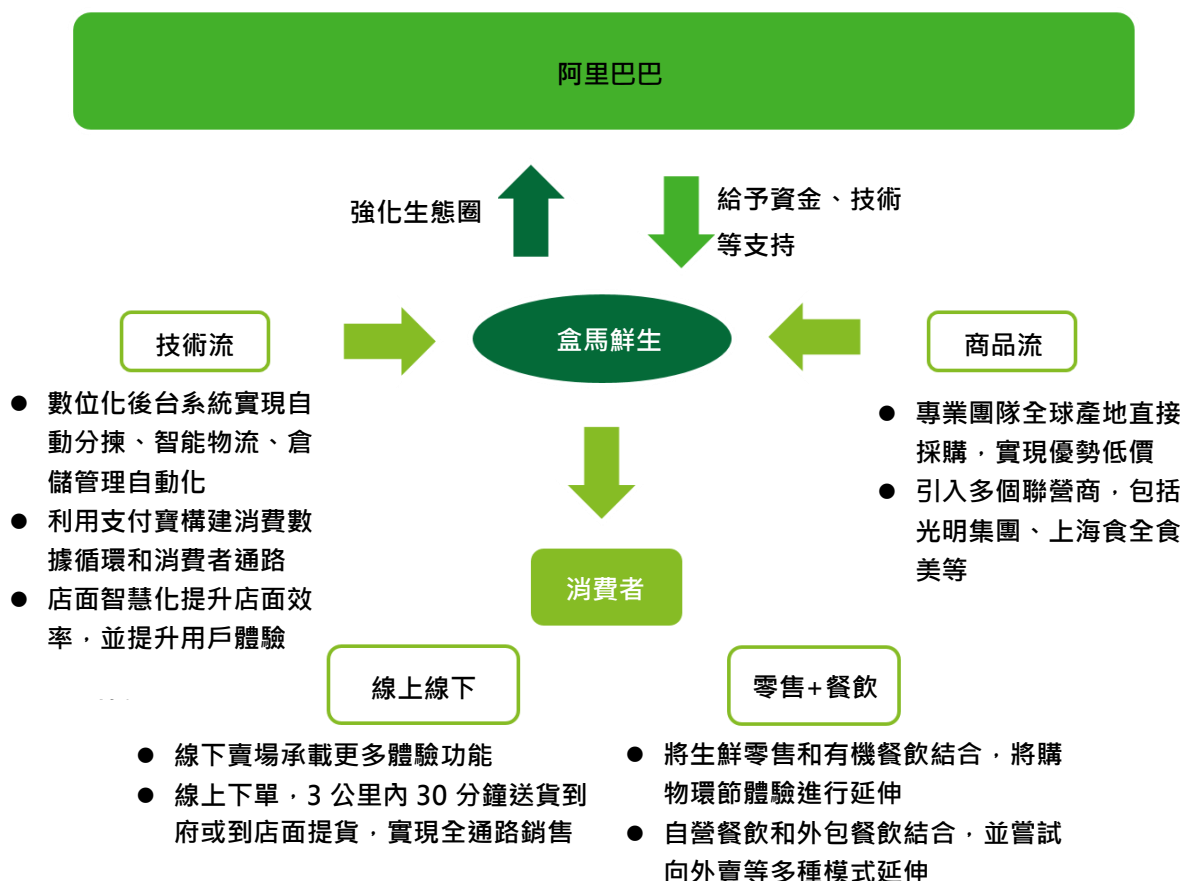 阿里巴巴
強化生態圈
給予資金、技術
等支持
技術流
盒馬鮮生
商品流
● 數位化後台系統實現自
動分揀、智能物流、倉
儲管理自動化
● 利用支付寶構建消費數
據循環和消費者通路
● 店面智慧化提升店面效
率，並提升用戶體驗
● 專業團隊全球產地直接
採購，實現優勢低價
● 引入多個聯營商，包括
光明集團、上海食全食
美等
消費者
線上線下
● 線下賣場承載更多體驗功能
● 線上下單，3 公里內 30 分鐘送貨到
府或到店面提貨，實現全通路銷售
零售+餐飲
● 將生鮮零售和有機餐飲結合，將購
物環節體驗進行延伸
● 自營餐飲和外包餐飲結合，並嘗試
向外賣等多種模式延伸